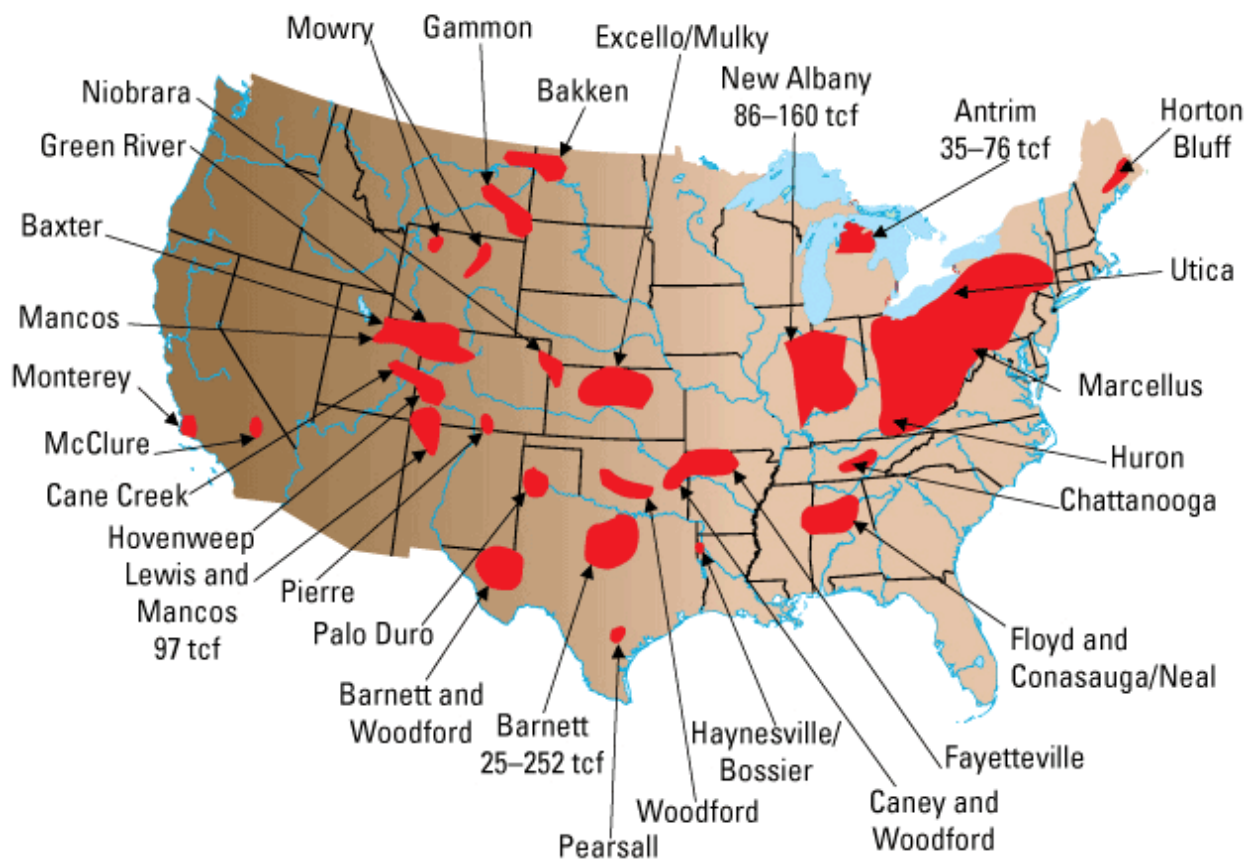 Mowry
Gammon
Excello/Mulky
New Albany
86–160 tcf
Antrim
35–76 tcf
Horton
Bluff
Niobrara
Bakken
Green River
Baxter
Utica
Mancos
Monterey
Marcellus
McClure
Huron
Cane Creek
Chattanooga
Hovenweep
Lewis and
Mancos
97 tcf
Pierre
Palo Duro
Floyd and
Conasauga/Neal
Barnett and
Woodford
Barnett
25–252 tcf
Haynesville/
Bossier
Fayetteville
Woodford
Caney and
Woodford
Pearsall